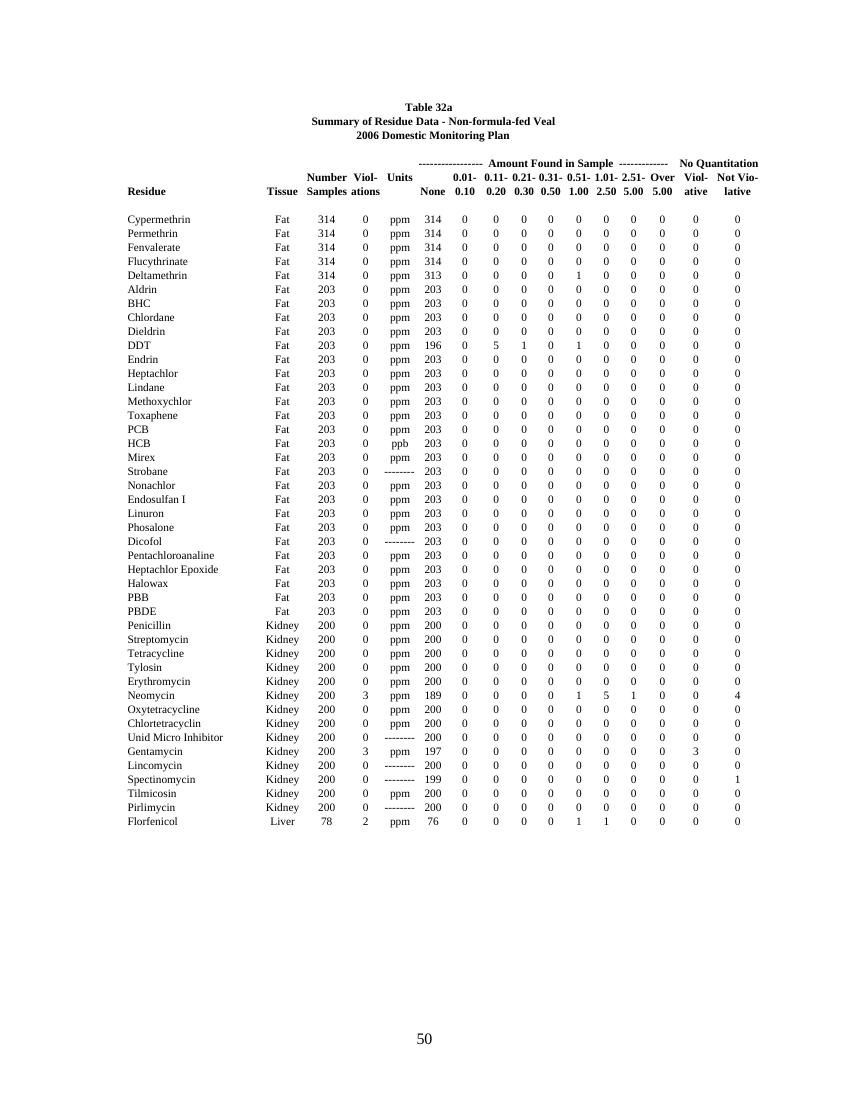 Table 32a
Summary of Residue Data - Non-formula-fed Veal
2006 Domestic Monitoring Plan
----------------- Amount Found in Sample ------------- No Quantitation
Number Viol- Units 0.01- 0.11- 0.21- 0.31- 0.51- 1.01- 2.51- Over Viol- Not Vio-
Residue Tissue Samples ations None 0.10 0.20 0.30 0.50 1.00 2.50 5.00 5.00 ative lative
Cypermethrin Fat 314 0 ppm 314 0 0 0 0 0 0 0 0 0 0
Permethrin Fat 314 0 ppm 314 0 0 0 0 0 0 0 0 0 0
Fenvalerate Fat 314 0 ppm 314 0 0 0 0 0 0 0 0 0 0
Flucythrinate Fat 314 0 ppm 314 0 0 0 0 0 0 0 0 0 0
Deltamethrin Fat 314 0 ppm 313 0 0 0 0 1 0 0 0 0 0
Aldrin Fat 203 0 ppm 203 0 0 0 0 0 0 0 0 0 0
BHC Fat 203 0 ppm 203 0 0 0 0 0 0 0 0 0 0
Chlordane Fat 203 0 ppm 203 0 0 0 0 0 0 0 0 0 0
Dieldrin Fat 203 0 ppm 203 0 0 0 0 0 0 0 0 0 0
DDT Fat 203 0 ppm 196 0 5 1 0 1 0 0 0 0 0
Endrin Fat 203 0 ppm 203 0 0 0 0 0 0 0 0 0 0
Heptachlor Fat 203 0 ppm 203 0 0 0 0 0 0 0 0 0 0
Lindane Fat 203 0 ppm 203 0 0 0 0 0 0 0 0 0 0
Methoxychlor Fat 203 0 ppm 203 0 0 0 0 0 0 0 0 0 0
Toxaphene Fat 203 0 ppm 203 0 0 0 0 0 0 0 0 0 0
PCB Fat 203 0 ppm 203 0 0 0 0 0 0 0 0 0 0
HCB Fat 203 0 ppb 203 0 0 0 0 0 0 0 0 0 0
Mirex Fat 203 0 ppm 203 0 0 0 0 0 0 0 0 0 0
Strobane Fat 203 0 -------- 203 0 0 0 0 0 0 0 0 0 0
Nonachlor Fat 203 0 ppm 203 0 0 0 0 0 0 0 0 0 0
Endosulfan I Fat 203 0 ppm 203 0 0 0 0 0 0 0 0 0 0
Linuron Fat 203 0 ppm 203 0 0 0 0 0 0 0 0 0 0
Phosalone Fat 203 0 ppm 203 0 0 0 0 0 0 0 0 0 0
Dicofol Fat 203 0 -------- 203 0 0 0 0 0 0 0 0 0 0
Pentachloroanaline Fat 203 0 ppm 203 0 0 0 0 0 0 0 0 0 0
Heptachlor Epoxide Fat 203 0 ppm 203 0 0 0 0 0 0 0 0 0 0
Halowax Fat 203 0 ppm 203 0 0 0 0 0 0 0 0 0 0
PBB Fat 203 0 ppm 203 0 0 0 0 0 0 0 0 0 0
PBDE Fat 203 0 ppm 203 0 0 0 0 0 0 0 0 0 0
Penicillin Kidney 200 0 ppm 200 0 0 0 0 0 0 0 0 0 0
Streptomycin Kidney 200 0 ppm 200 0 0 0 0 0 0 0 0 0 0
Tetracycline Kidney 200 0 ppm 200 0 0 0 0 0 0 0 0 0 0
Tylosin Kidney 200 0 ppm 200 0 0 0 0 0 0 0 0 0 0
Erythromycin Kidney 200 0 ppm 200 0 0 0 0 0 0 0 0 0 0
Neomycin Kidney 200 3 ppm 189 0 0 0 0 1 5 1 0 0 4
Oxytetracycline Kidney 200 0 ppm 200 0 0 0 0 0 0 0 0 0 0
Chlortetracyclin Kidney 200 0 ppm 200 0 0 0 0 0 0 0 0 0 0
Unid Micro Inhibitor Kidney 200 0 -------- 200 0 0 0 0 0 0 0 0 0 0
Gentamycin Kidney 200 3 ppm 197 0 0 0 0 0 0 0 0 3 0
Lincomycin Kidney 200 0 -------- 200 0 0 0 0 0 0 0 0 0 0
Spectinomycin Kidney 200 0 -------- 199 0 0 0 0 0 0 0 0 0 1
Tilmicosin Kidney 200 0 ppm 200 0 0 0 0 0 0 0 0 0 0
Pirlimycin Kidney 200 0 -------- 200 0 0 0 0 0 0 0 0 0 0
Florfenicol Liver 78 2 ppm 76 0 0 0 0 1 1 0 0 0 0
50